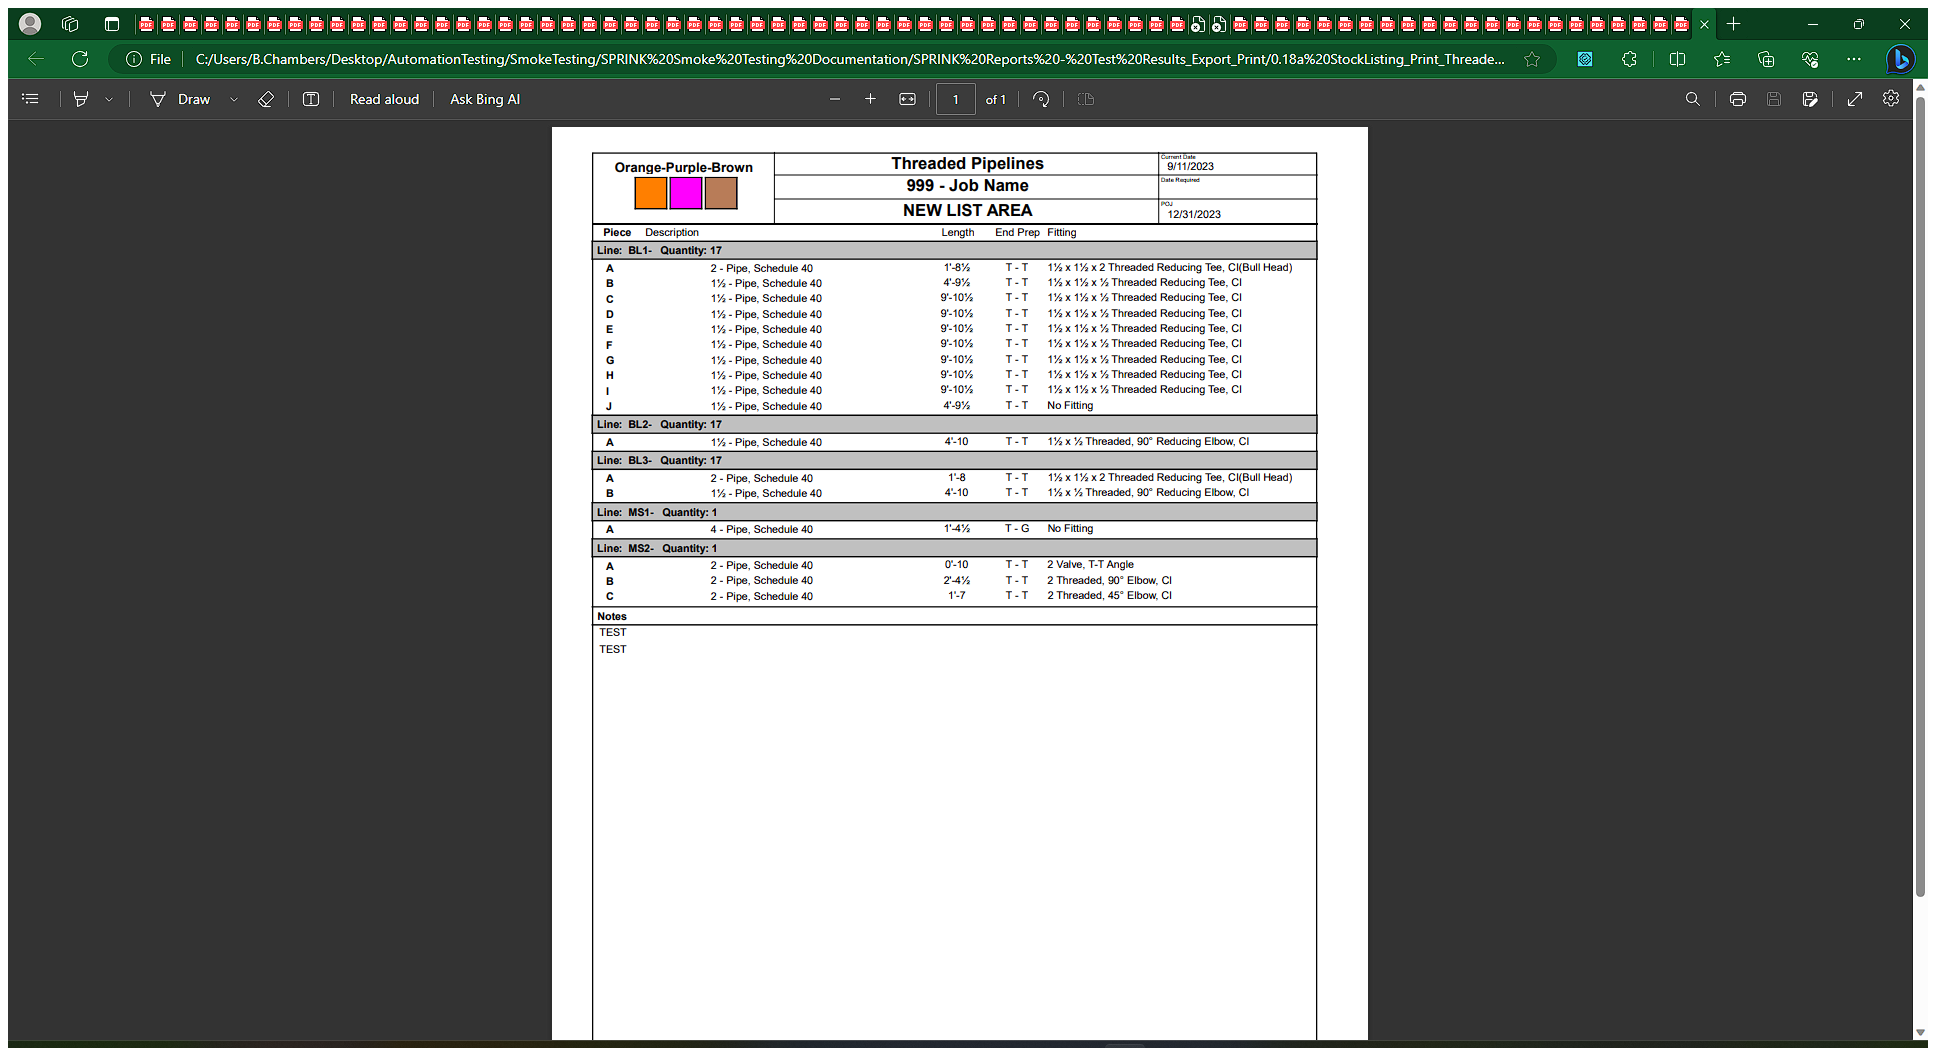 File C:/Users/B.Chambers/Desktop/AutomationTesting/SmokeTesting/SPRINK%20Smoke%20Testing%20Documentation/SPRINK%20Reports%20-%20Test%20Results_Export_Print/0.18a%20StockListing_Print_Threade...
Draw Read aloud Ask Bing AI 1 of 1
Orange-Purple-Brown
Threaded Pipelines
999 - Job Name
NEW LIST AREA
Current Date
9/11/2023
Date Required
POJ
12/31/2023
Piece Description Length End Prep Fitting
Line: BL1- Quantity: 17
A 2 - Pipe, Schedule 40 1'-8½ T - T 1½ x 1½ x 2 Threaded Reducing Tee, CI(Bull Head)
B 1½ - Pipe, Schedule 40 4'-9½ T - T 1½ x 1½ x ½ Threaded Reducing Tee, CI
C 1½ - Pipe, Schedule 40 9'-10½ T - T 1½ x 1½ x ½ Threaded Reducing Tee, CI
D 1½ - Pipe, Schedule 40 9'-10½ T - T 1½ x 1½ x ½ Threaded Reducing Tee, CI
E 1½ - Pipe, Schedule 40 9'-10½ T - T 1½ x 1½ x ½ Threaded Reducing Tee, CI
F 1½ - Pipe, Schedule 40 9'-10½ T - T 1½ x 1½ x ½ Threaded Reducing Tee, CI
G 1½ - Pipe, Schedule 40 9'-10½ T - T 1½ x 1½ x ½ Threaded Reducing Tee, CI
H 1½ - Pipe, Schedule 40 9'-10½ T - T 1½ x 1½ x ½ Threaded Reducing Tee, CI
I 1½ - Pipe, Schedule 40 9'-10½ T - T 1½ x 1½ x ½ Threaded Reducing Tee, CI
J 1½ - Pipe, Schedule 40 4'-9½ T - T No Fitting
Line: BL2- Quantity: 17
A 1½ - Pipe, Schedule 40 4'-10 T - T 1½ x ½ Threaded, 90° Reducing Elbow, CI
Line: BL3- Quantity: 17
A 2 - Pipe, Schedule 40 1'-8 T - T 1½ x 1½ x 2 Threaded Reducing Tee, CI(Bull Head)
B 1½ - Pipe, Schedule 40 4'-10 T - T 1½ x ½ Threaded, 90° Reducing Elbow, CI
Line: MS1- Quantity: 1
A 4 - Pipe, Schedule 40 1'-4½ T - G No Fitting
Line: MS2- Quantity: 1
A 2 - Pipe, Schedule 40 0'-10 T - T 2 Valve, T-T Angle
B 2 - Pipe, Schedule 40 2'-4½ T - T 2 Threaded, 90° Elbow, CI
C 2 - Pipe, Schedule 40 1'-7 T - T 2 Threaded, 45° Elbow, CI
Notes
TEST
TEST